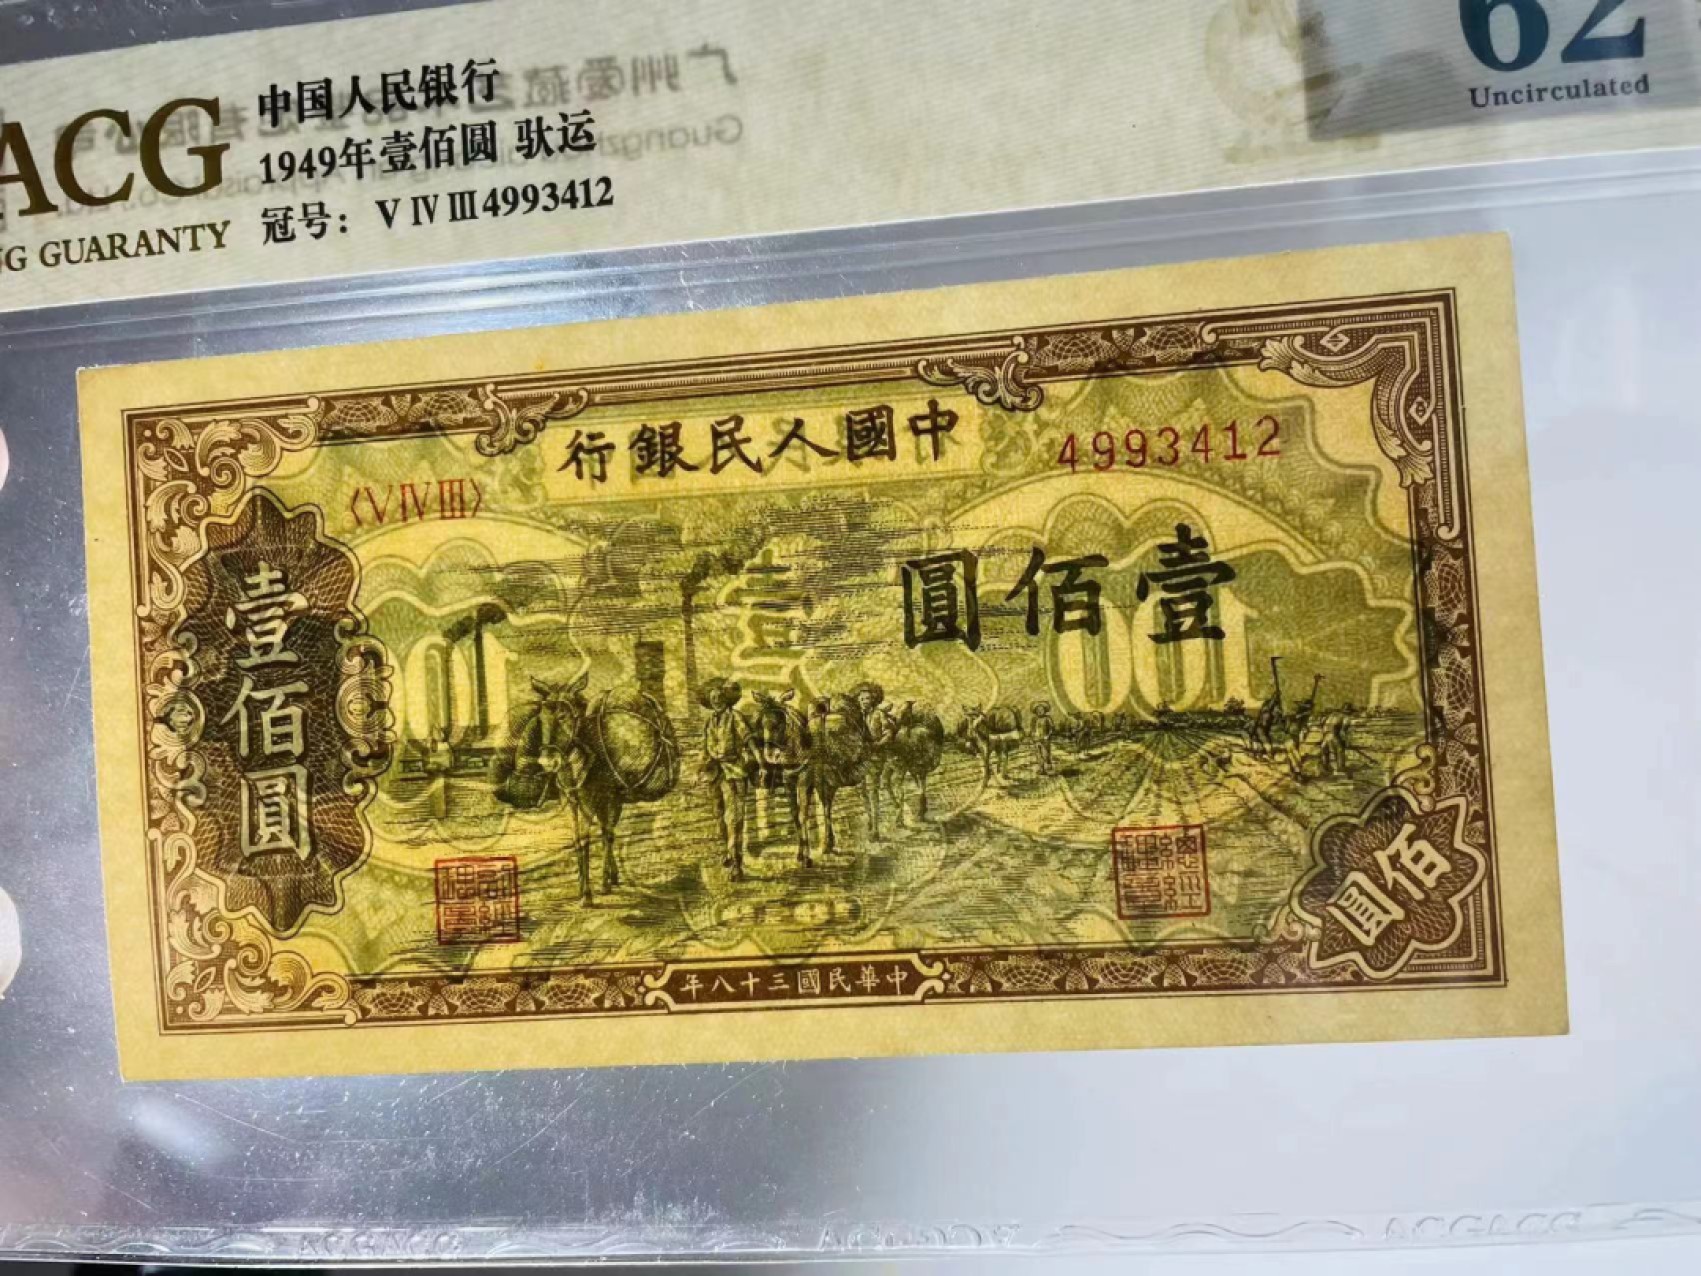 ACG
NG GUARANTY
中国人民银行
1949年壹佰圆 驮运
冠号：V IV III 4993412
62
Uncirculated
行銀民人國中
〈VIVIII〉
4993412
圓佰壹
壹佰圓
佰圓
年八十三國民華中